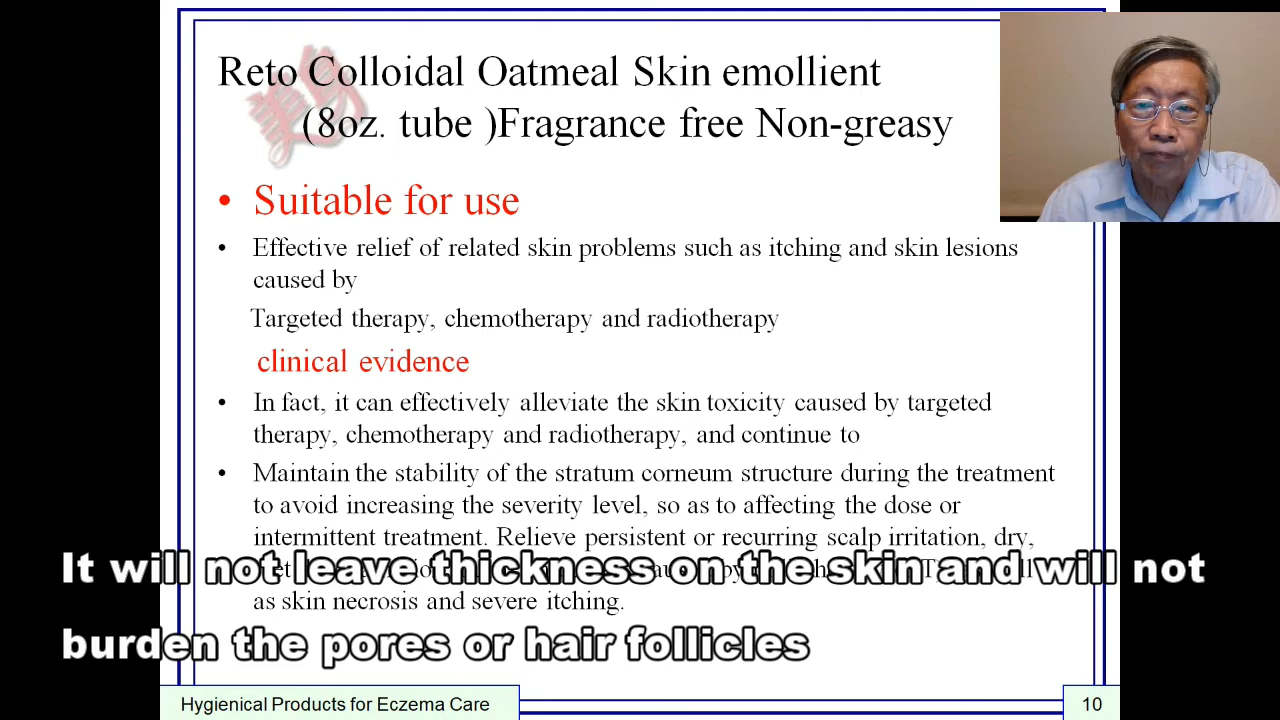 Reto Colloidal Oatmeal Skin emollient
(8oz. tube )Fragrance free Non-greasy
• Suitable for use
• Effective relief of related skin problems such as itching and skin lesions
caused by
Targeted therapy, chemotherapy and radiotherapy
clinical evidence
• In fact, it can effectively alleviate the skin toxicity caused by targeted
therapy, chemotherapy and radiotherapy, and continue to
• Maintain the stability of the stratum corneum structure during the treatment
to avoid increasing the severity level, so as to affecting the dose or
intermittent treatment. Relieve persistent or recurring scalp irritation, dry,
as skin necrosis and severe itching.
It will not leave thickness on the skin and will not
burden the pores or hair follicles
Hygienical Products for Eczema Care
10